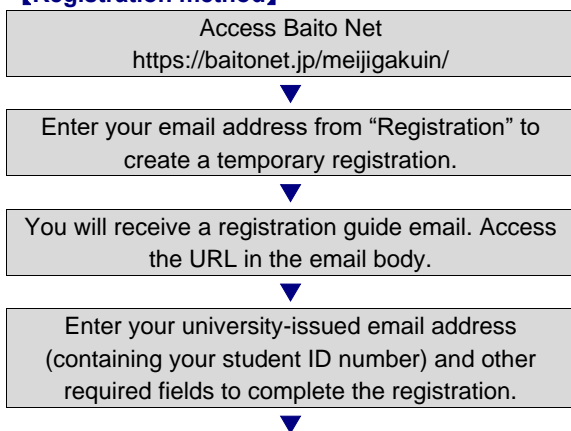 【Registration method】
Access Baito Net
https://baitonet.jp/meijigakuin/
▼
Enter your email address from “Registration” to
create a temporary registration.
▼
You will receive a registration guide email. Access
the URL in the email body.
▼
Enter your university-issued email address
(containing your student ID number) and other
required fields to complete the registration.
▼